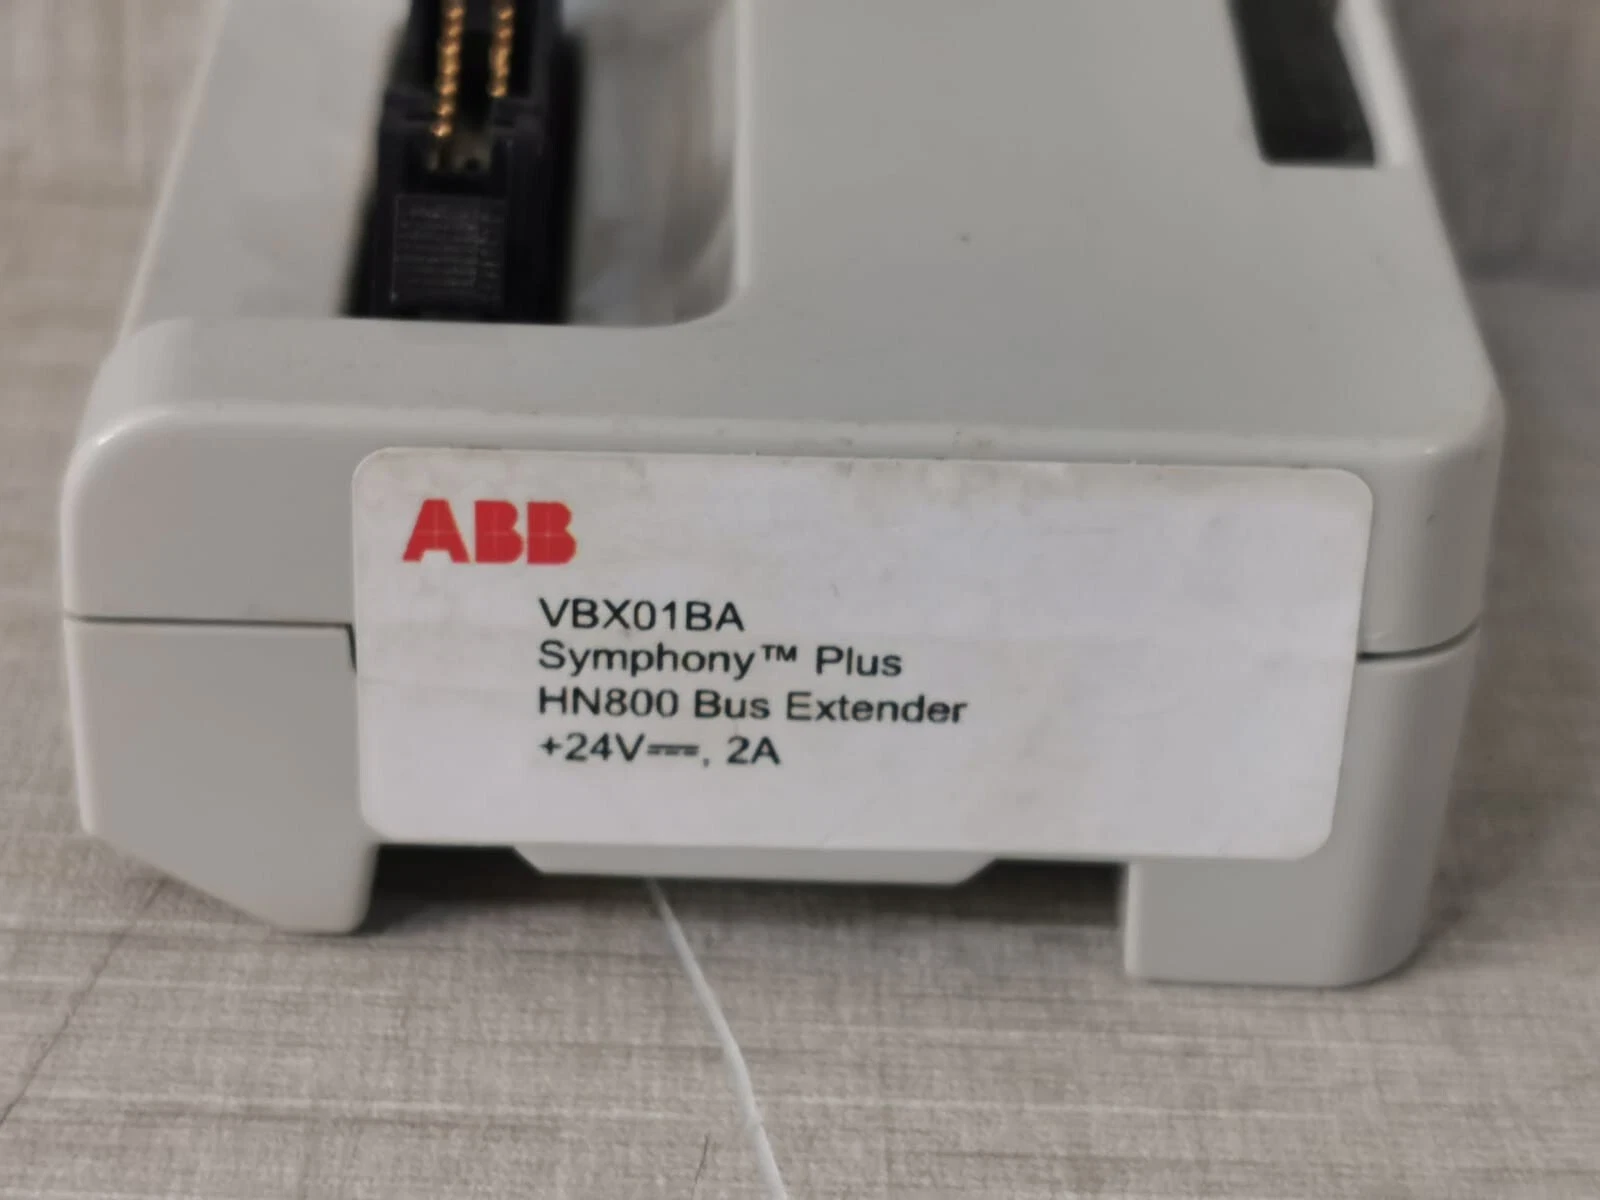 ABB
VBX01BA
Symphony™ Plus
HN800 Bus Extender
+24V⎓, 2A